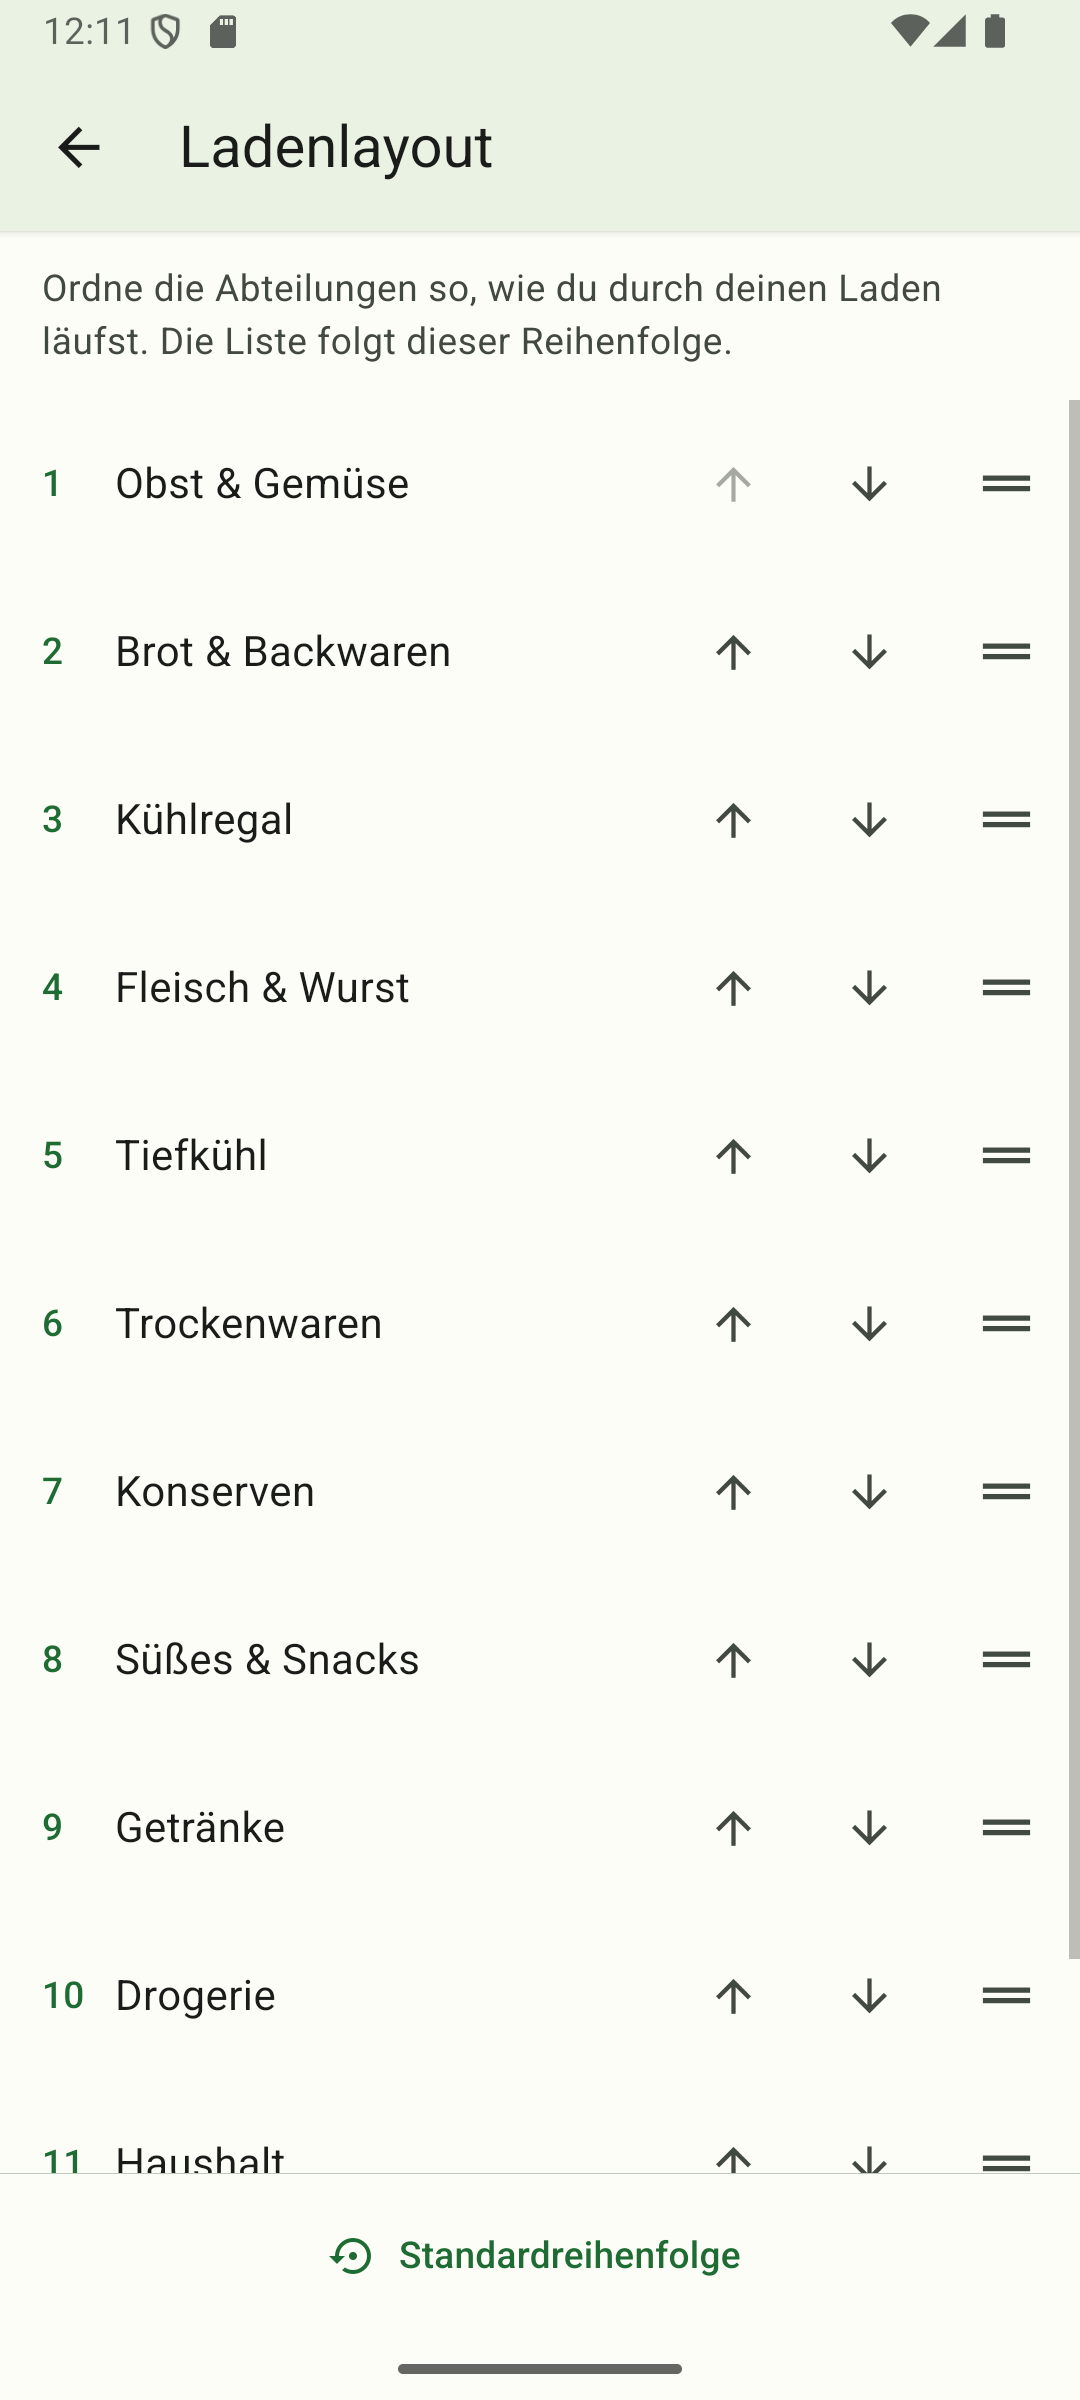 12:11
Ladenlayout
Ordne die Abteilungen so, wie du durch deinen Laden
läufst. Die Liste folgt dieser Reihenfolge.
1 Obst & Gemüse
2 Brot & Backwaren
3 Kühlregal
4 Fleisch & Wurst
5 Tiefkühl
6 Trockenwaren
7 Konserven
8 Süßes & Snacks
9 Getränke
10 Drogerie
11 Haushalt
Standardreihenfolge